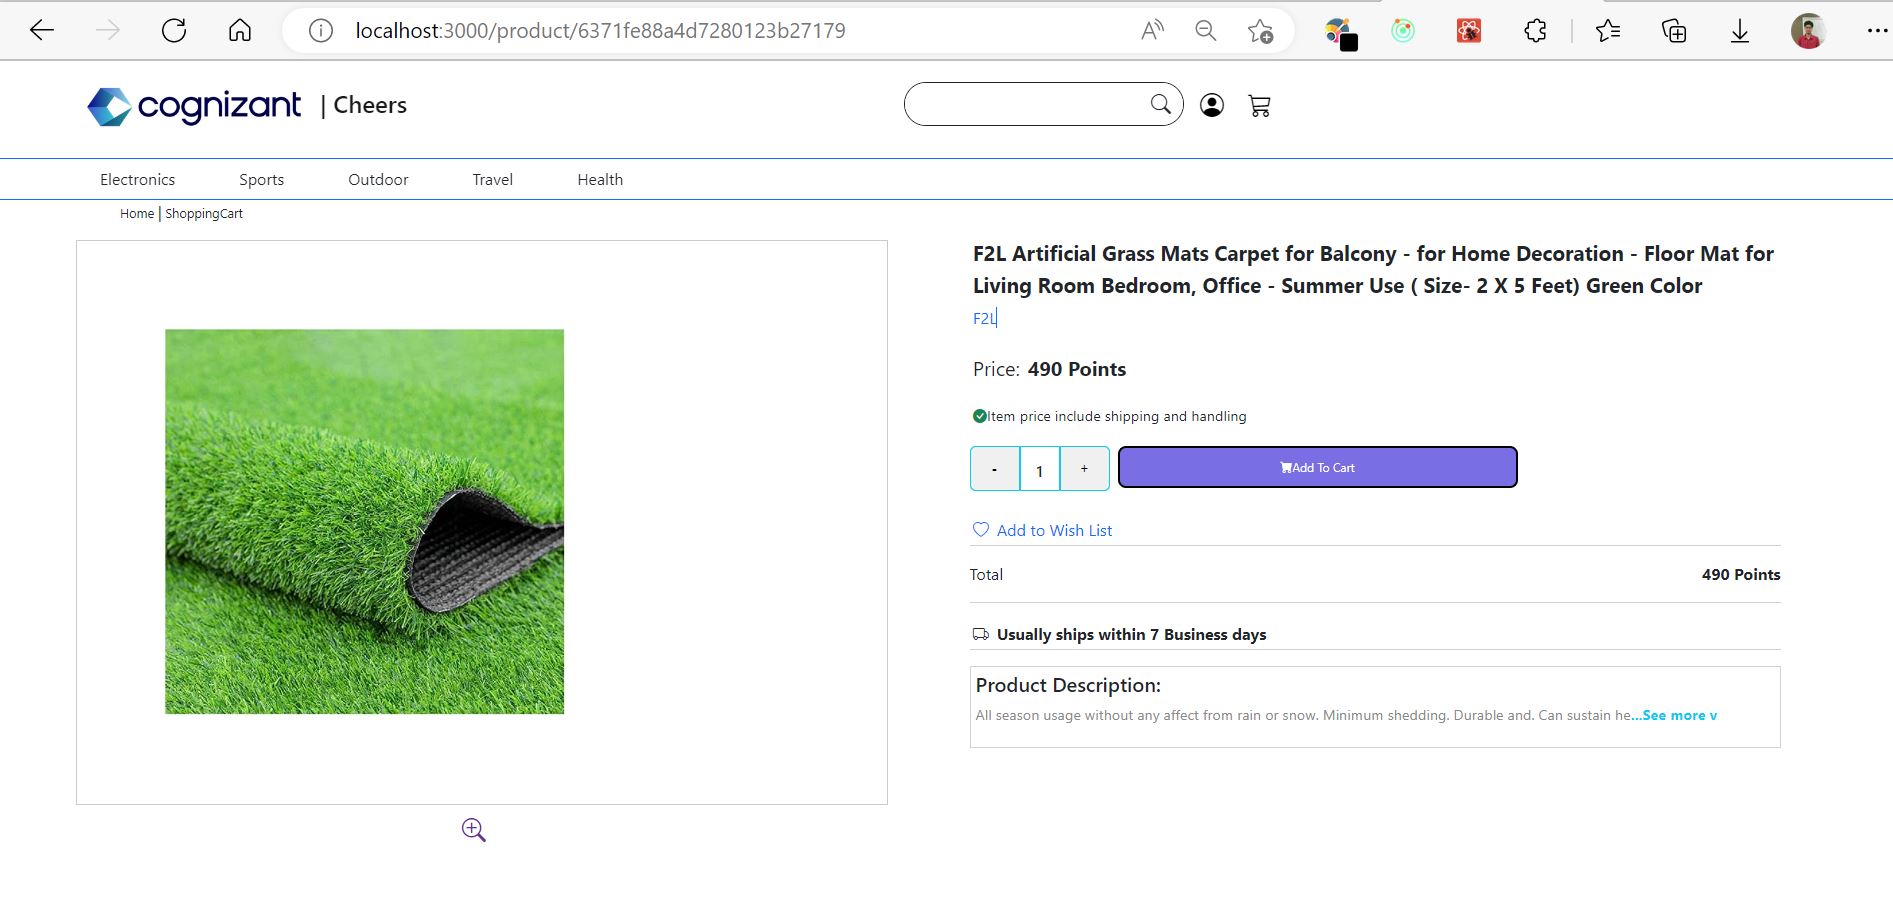 localhost:3000/product/6371fe88a4d7280123b27179
cognizant | Cheers
Electronics Sports Outdoor Travel Health
Home | ShoppingCart
F2L Artificial Grass Mats Carpet for Balcony - for Home Decoration - Floor Mat for
Living Room Bedroom, Office - Summer Use ( Size- 2 X 5 Feet) Green Color
F2L
Price: 490 Points
Item price include shipping and handling
- 1 + Add To Cart
Add to Wish List
Total 490 Points
Usually ships within 7 Business days
Product Description:
All season usage without any affect from rain or snow. Minimum shedding. Durable and. Can sustain he...See more v